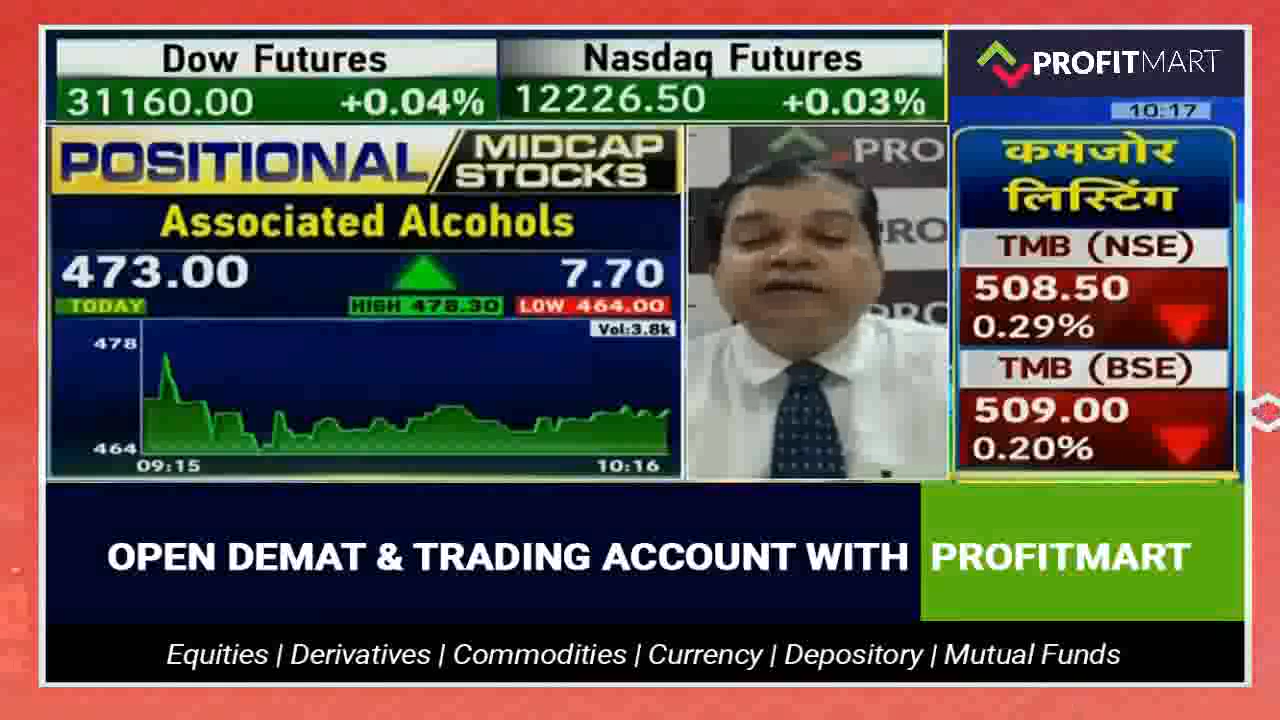 Dow Futures
31160.00 +0.04%
Nasdaq Futures
12226.50 +0.03%
PROFITMART
10:17
POSITIONAL
MIDCAP
STOCKS
Associated Alcohols
473.00 7.70
TODAY HIGH 478.30 LOW 464.00
Vol:3.8k
478
464
09:15 10:16
PRO
PRO
PRO
कमजोर
लिस्टिंग
TMB (NSE)
508.50
0.29%
TMB (BSE)
509.00
0.20%
OPEN DEMAT & TRADING ACCOUNT WITH PROFITMART
Equities | Derivatives | Commodities | Currency | Depository | Mutual Funds